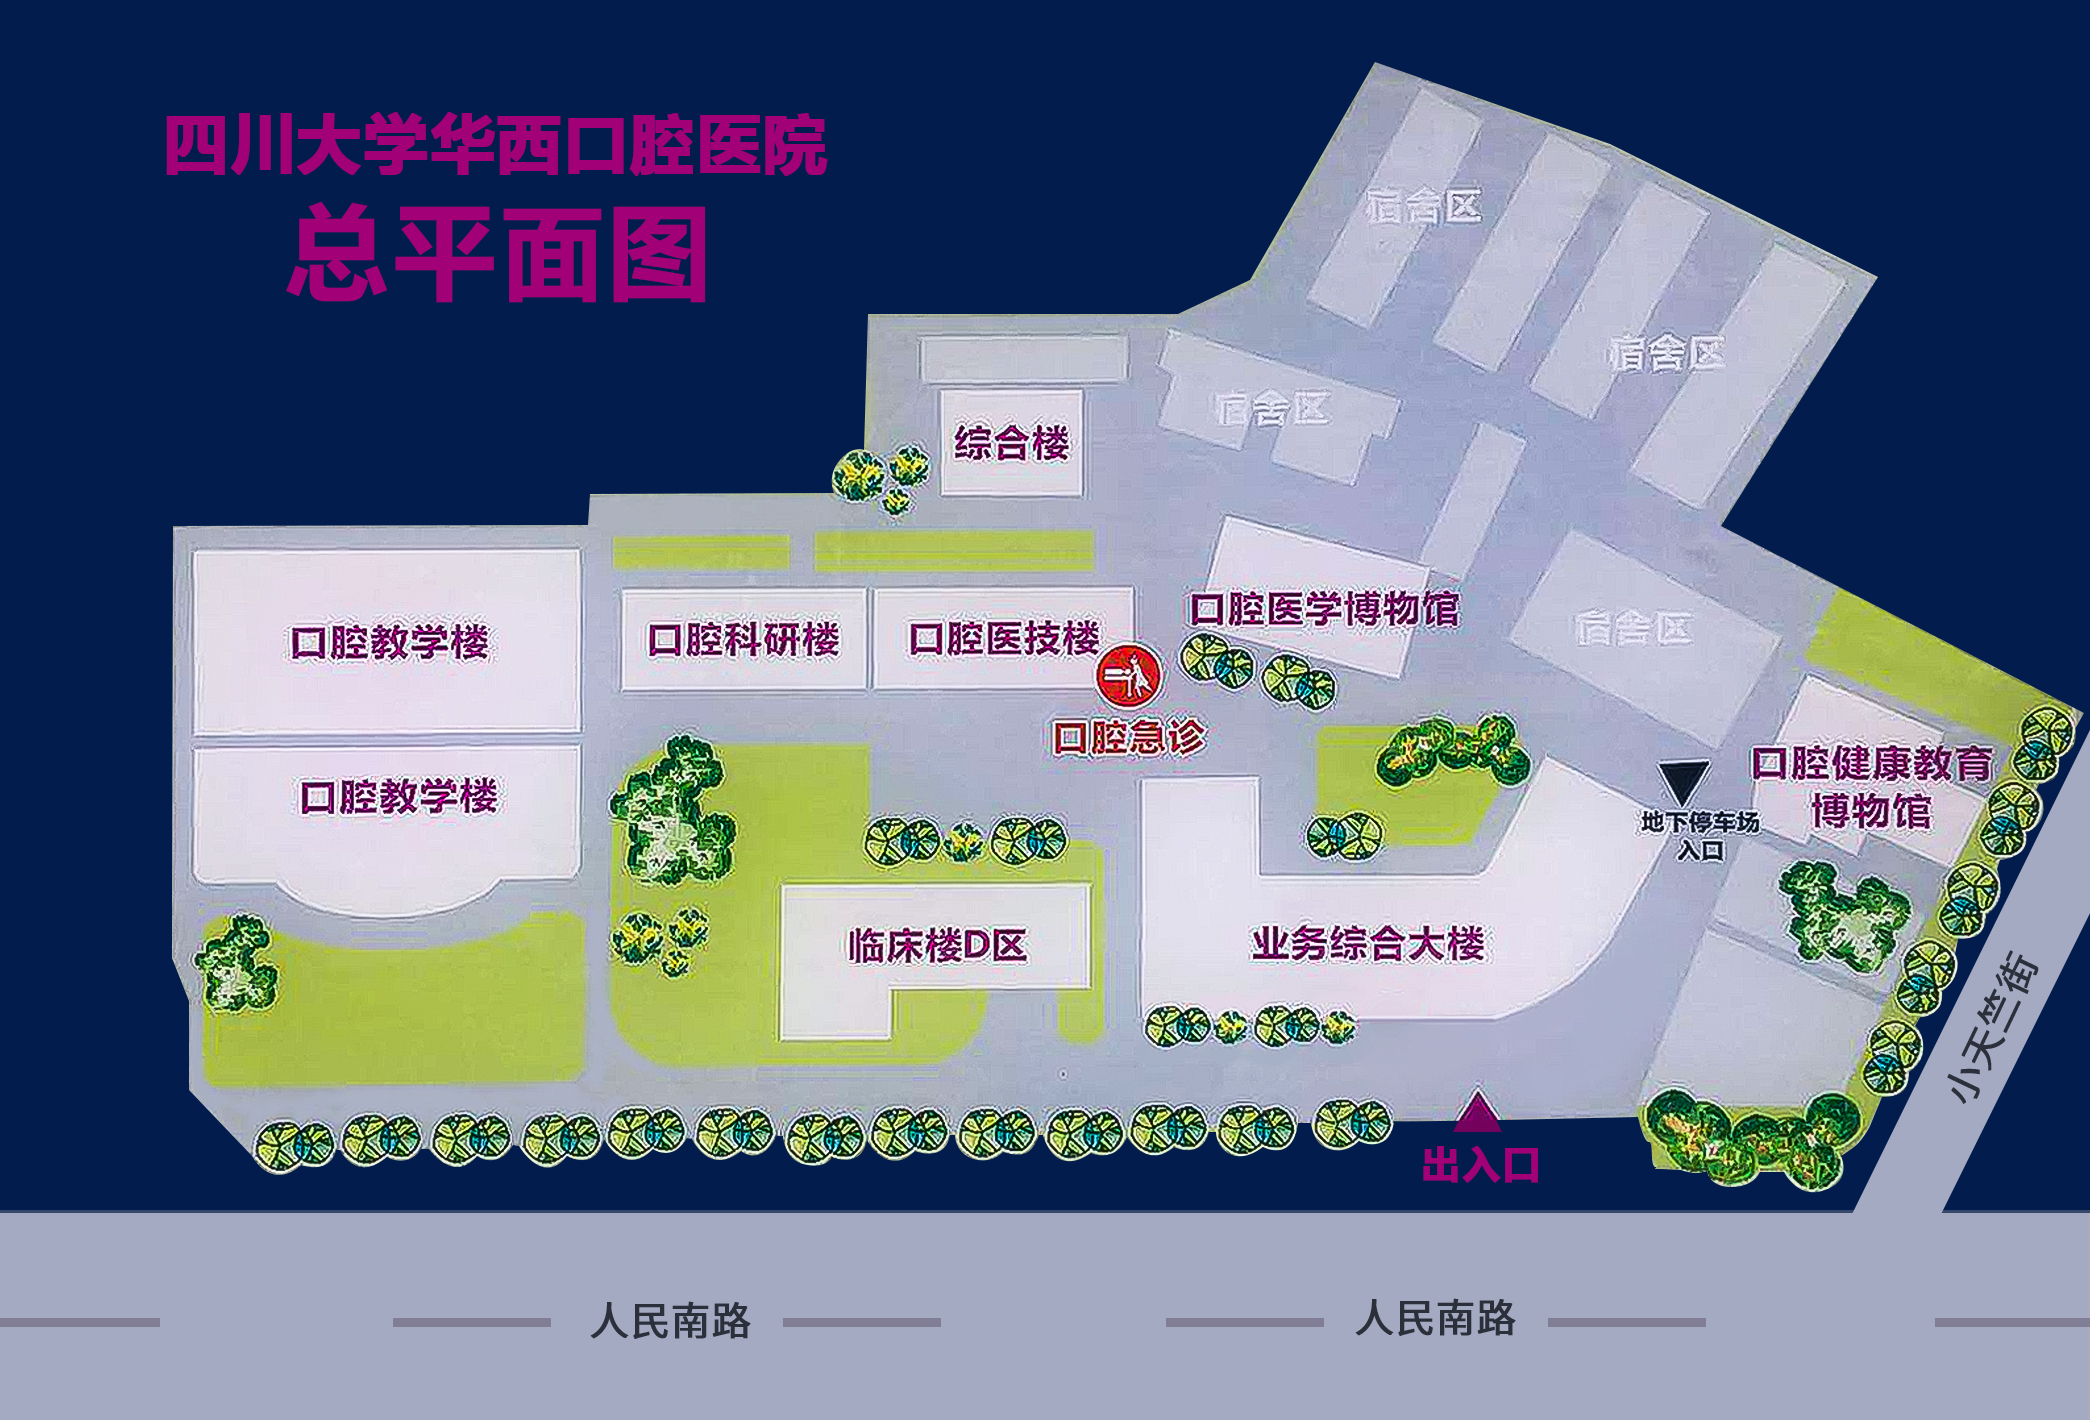 四川大学华西口腔医院
总平面图
宿舍区
宿舍区
宿舍区
综合楼
口腔医学博物馆
宿舍区
口腔教学楼
口腔科研楼
口腔医技楼
口腔急诊
口腔健康教育
博物馆
口腔教学楼
地下停车场
入口
临床楼D区
业务综合大楼
小天竺街
出入口
人民南路
人民南路